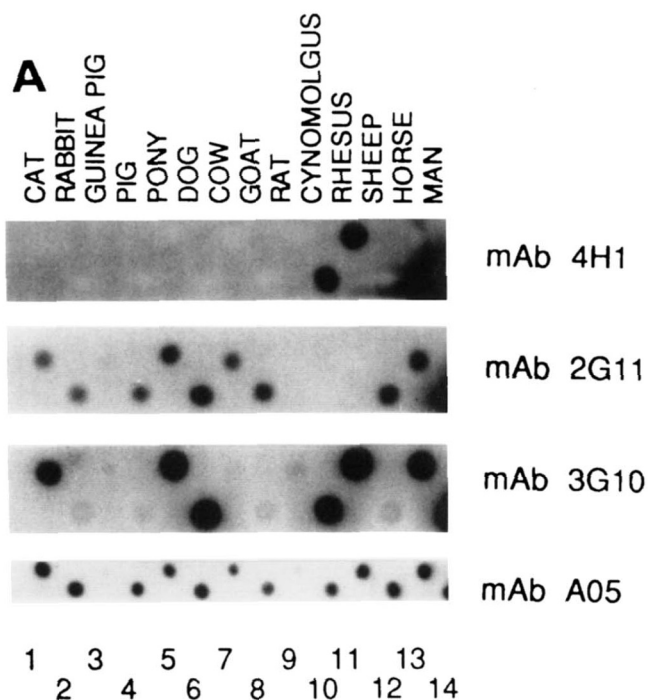 A
CAT
RABBIT
GUINEA PIG
PIG
PONY
DOG
COW
GOAT
RAT
CYNOMOLGUS
RHESUS
SHEEP
HORSE
MAN
mAb 4H1
mAb 2G11
mAb 3G10
mAb A05
1 3 5 7 9 11 13
2 4 6 8 10 12 14